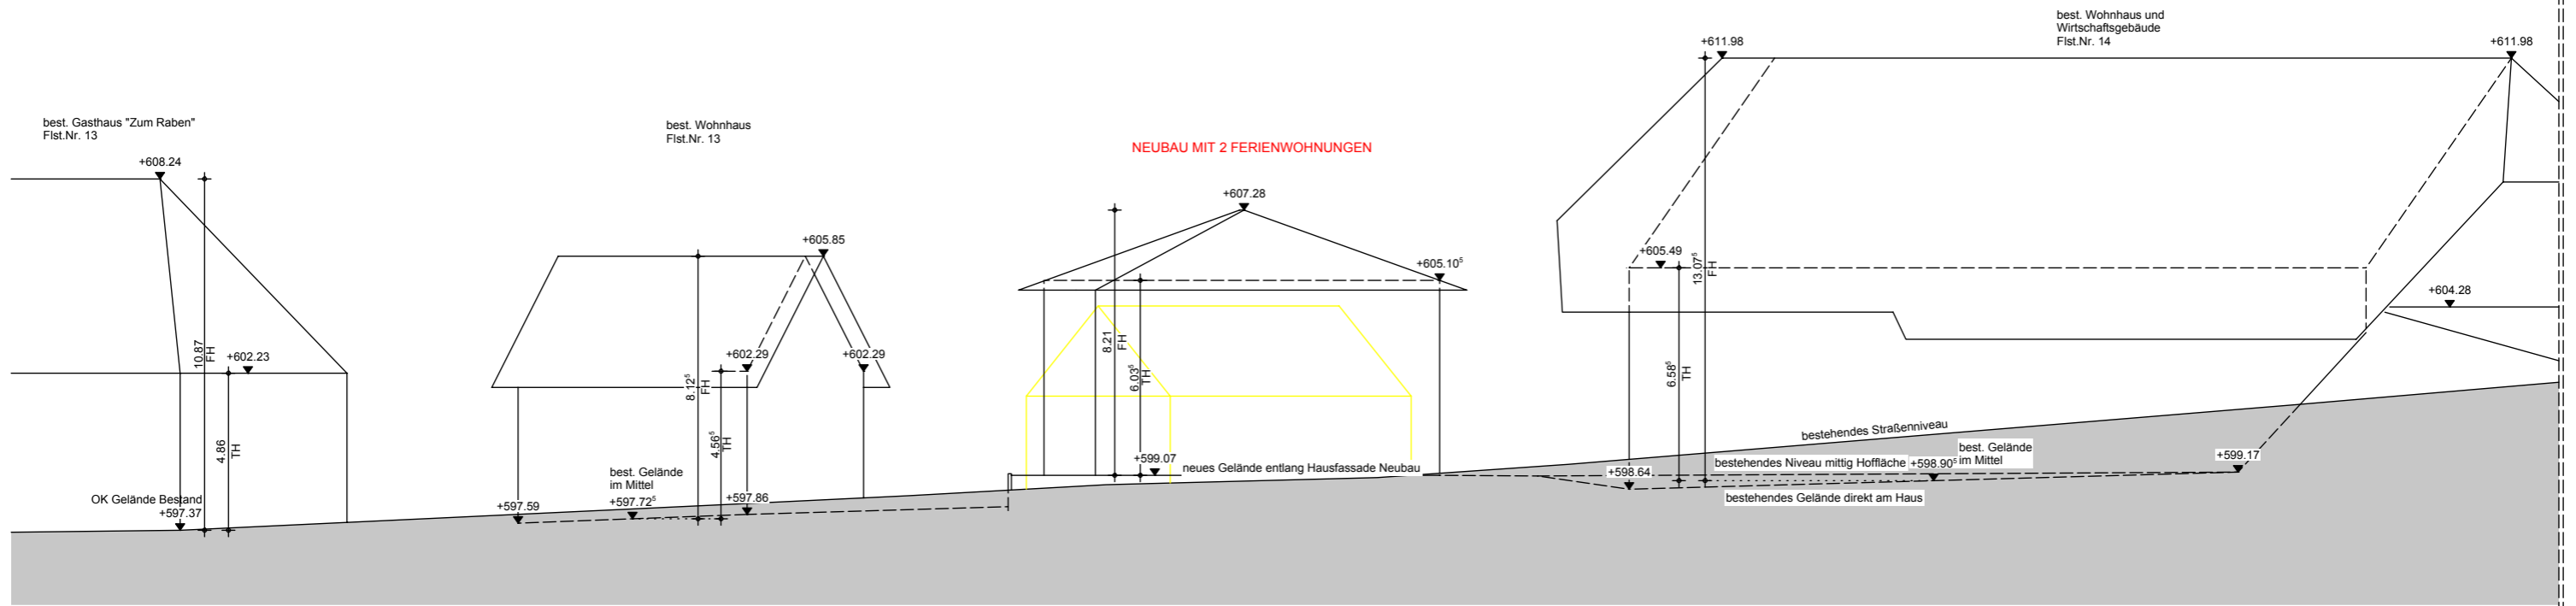 best. Gasthaus "Zum Raben"
Flst.Nr. 13
+608.24
10.87
FH
+602.23
4.86
TH
OK Gelände Bestand
+597.37
best. Wohnhaus
Flst.Nr. 13
+605.85
+602.29
+602.29
8.12⁵
FH
4.56⁵
TH
best. Gelände
im Mittel
+597.72⁵
+597.59
+597.86
NEUBAU MIT 2 FERIENWOHNUNGEN
+607.28
+605.10⁵
8.21
FH
6.03⁵
TH
+599.07
neues Gelände entlang Hausfassade Neubau
best. Wohnhaus und
Wirtschaftsgebäude
Flst.Nr. 14
+611.98
+611.98
+605.49
13.07⁵
FH
+604.28
6.58⁵
TH
bestehendes Straßenniveau
best. Gelände
im Mittel
bestehendes Niveau mittig Hoffläche
+598.90⁵
+599.17
+598.64
bestehendes Gelände direkt am Haus